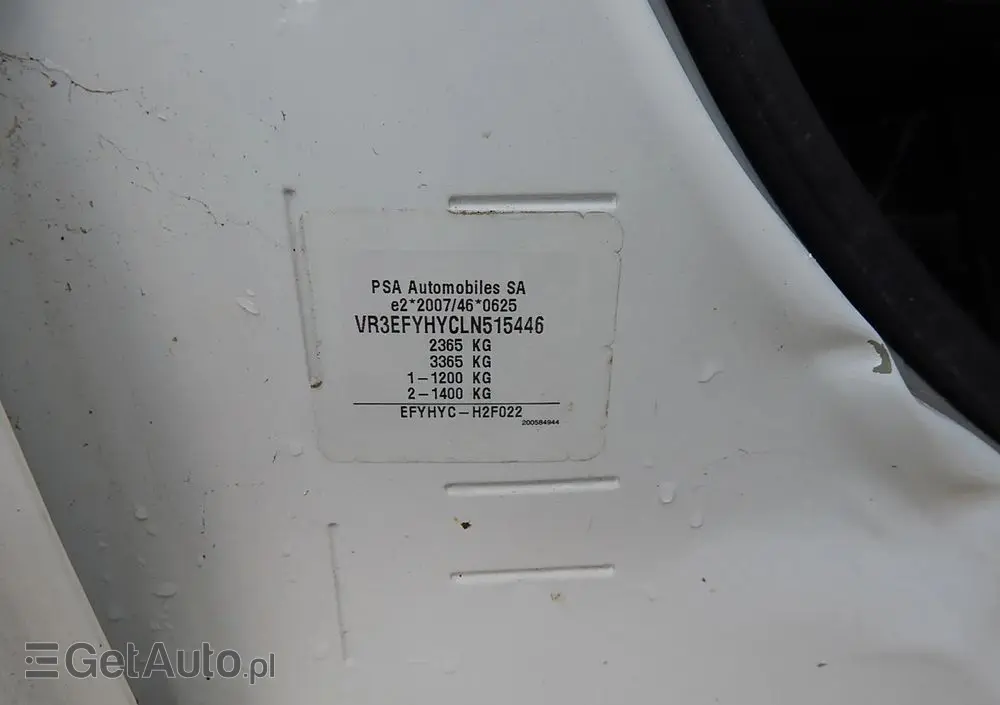 PSA Automobiles SA
e2*2007/46*0625
VR3EFYHYCLN515446
2365 KG
3365 KG
1-1200 KG
2-1400 KG
EFYHYC-H2F022
200584944
GetAuto.pl